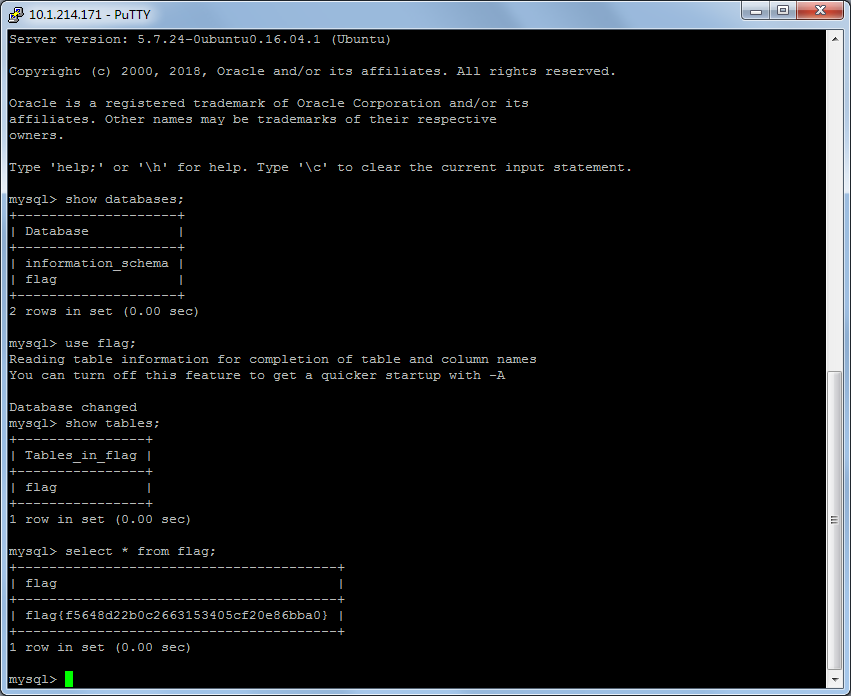 10.1.214.171 - PuTTY
Server version: 5.7.24-0ubuntu0.16.04.1 (Ubuntu)
Copyright (c) 2000, 2018, Oracle and/or its affiliates. All rights reserved.
Oracle is a registered trademark of Oracle Corporation and/or its
affiliates. Other names may be trademarks of their respective
owners.
Type 'help;' or '\h' for help. Type '\c' to clear the current input statement.
mysql> show databases;
+--------------------+
| Database           |
+--------------------+
| information_schema |
| flag               |
+--------------------+
2 rows in set (0.00 sec)
mysql> use flag;
Reading table information for completion of table and column names
You can turn off this feature to get a quicker startup with -A
Database changed
mysql> show tables;
+----------------+
| Tables_in_flag |
+----------------+
| flag           |
+----------------+
1 row in set (0.00 sec)
mysql> select * from flag;
+----------------------------------------+
| flag                                   |
+----------------------------------------+
| flag{f5648d22b0c2663153405cf20e86bba0} |
+----------------------------------------+
1 row in set (0.00 sec)
mysql>